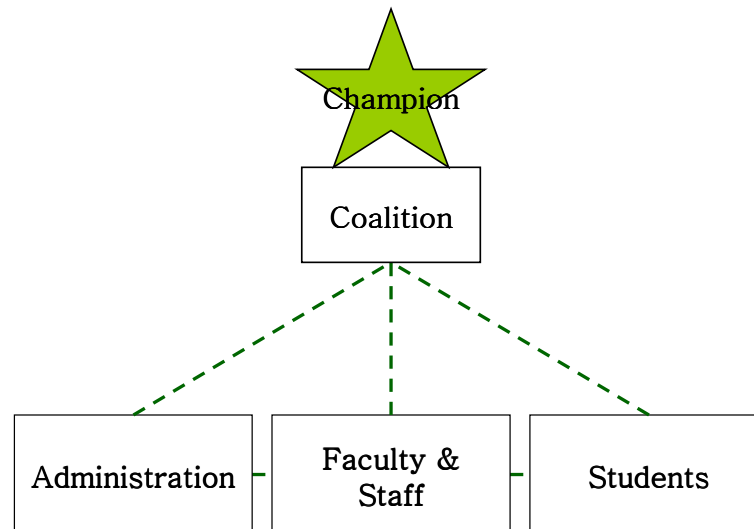 Champion
Coalition
Administration
Faculty &
Staff
Students